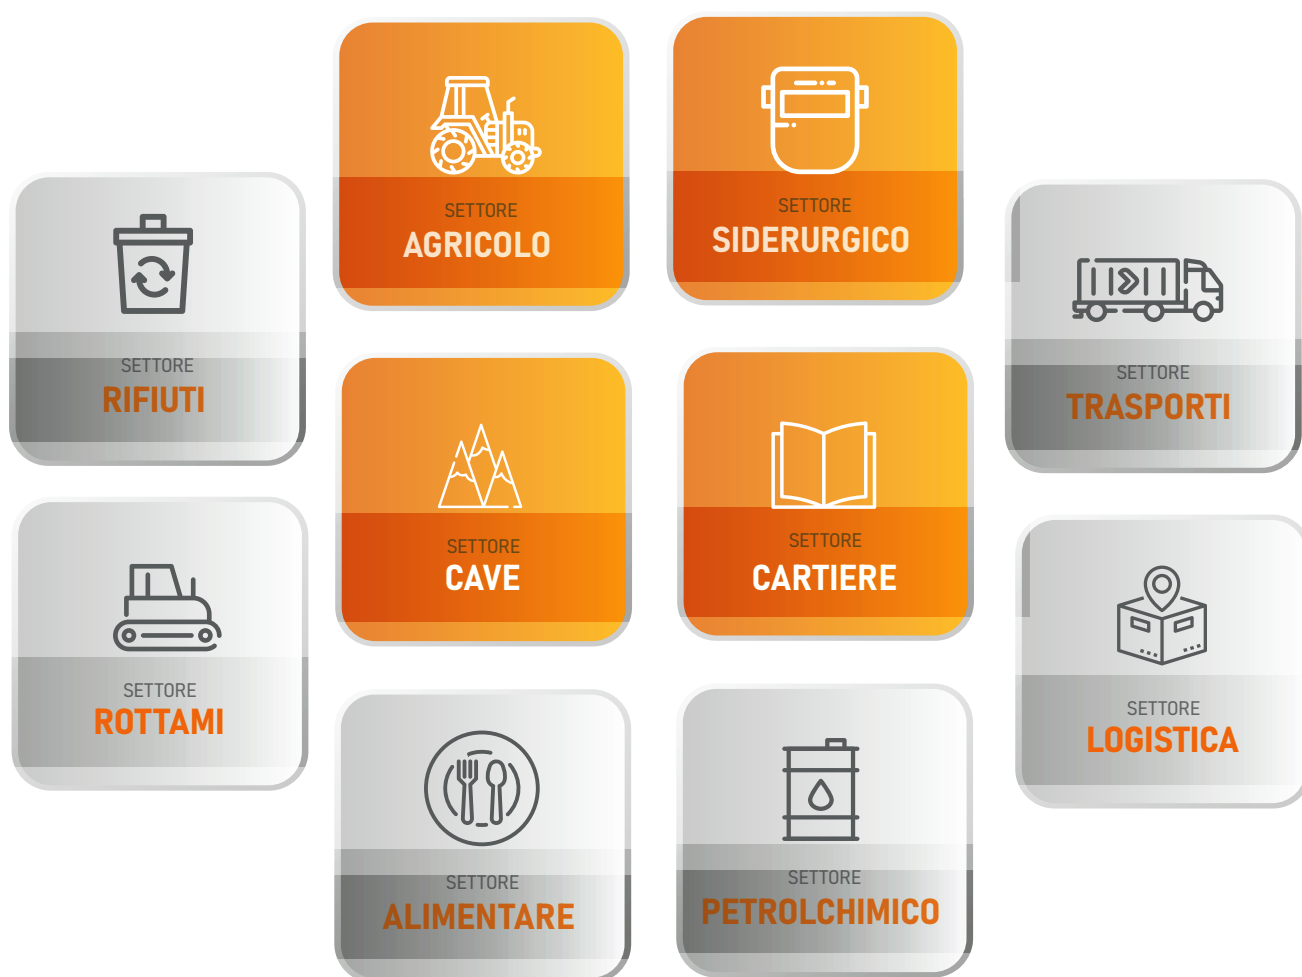 SETTORE
AGRICOLO
SETTORE
SIDERURGICO
SETTORE
RIFIUTI
SETTORE
TRASPORTI
SETTORE
CAVE
SETTORE
CARTIERE
SETTORE
ROTTAMI
SETTORE
LOGISTICA
SETTORE
ALIMENTARE
SETTORE
PETROLCHIMICO